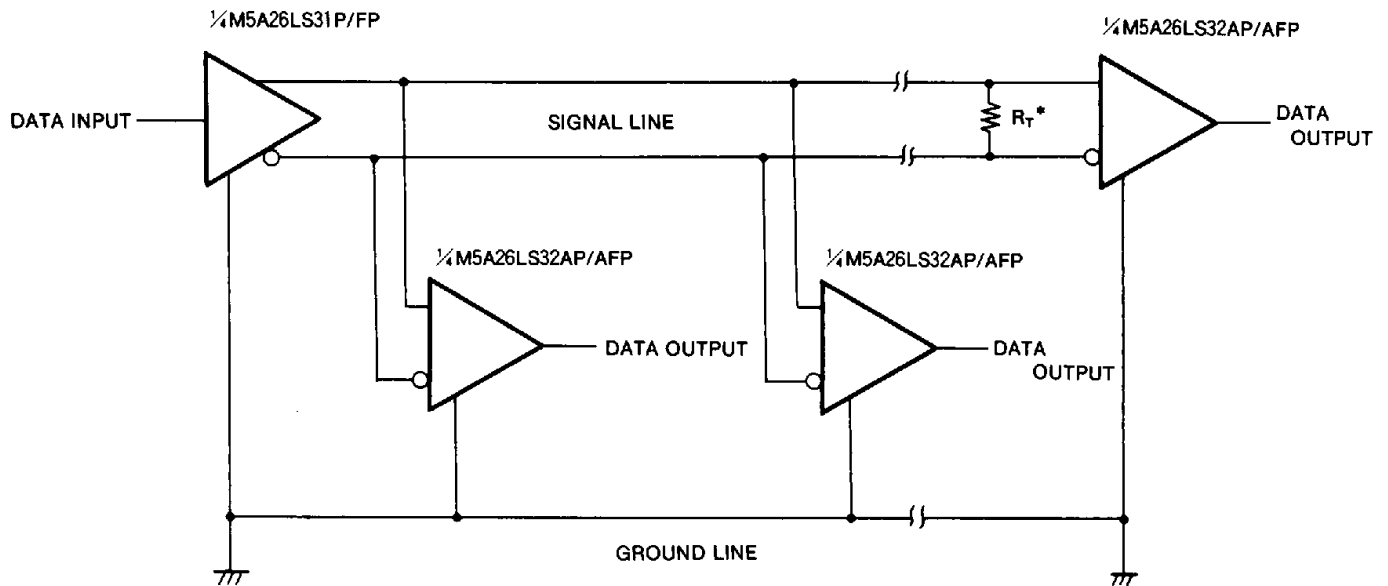 ¼M5A26LS31P/FP
¼M5A26LS32AP/AFP
DATA INPUT
SIGNAL LINE
R_T*
DATA
OUTPUT
¼M5A26LS32AP/AFP
¼M5A26LS32AP/AFP
DATA OUTPUT
DATA
OUTPUT
GROUND LINE